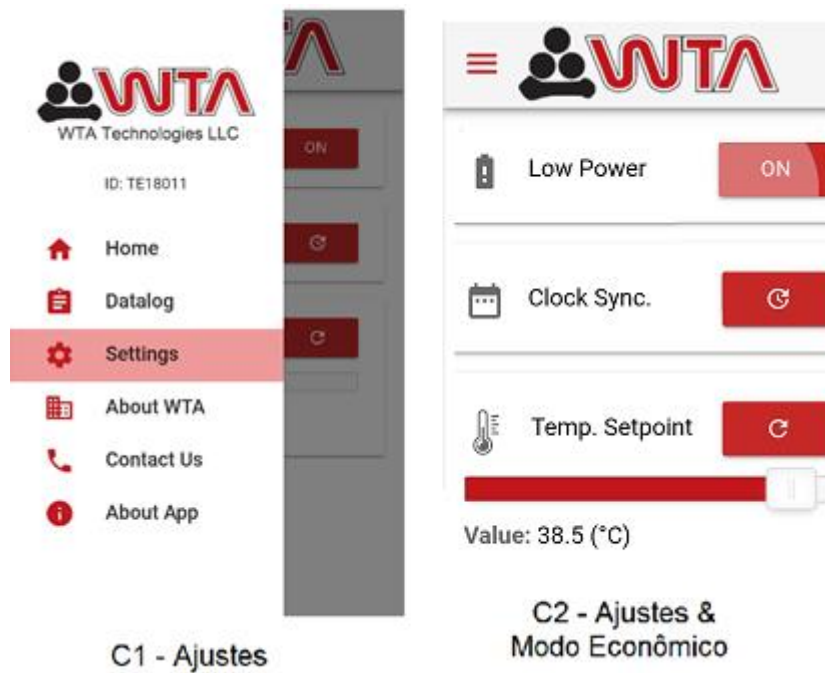 WTA
WTA Technologies LLC
ID: TE18011
Home
Datalog
Settings
About WTA
Contact Us
About App
ON
C1 - Ajustes
WTA
Low Power
ON
Clock Sync.
Temp. Setpoint
Value: 38.5 (°C)
C2 - Ajustes &
Modo Econômico